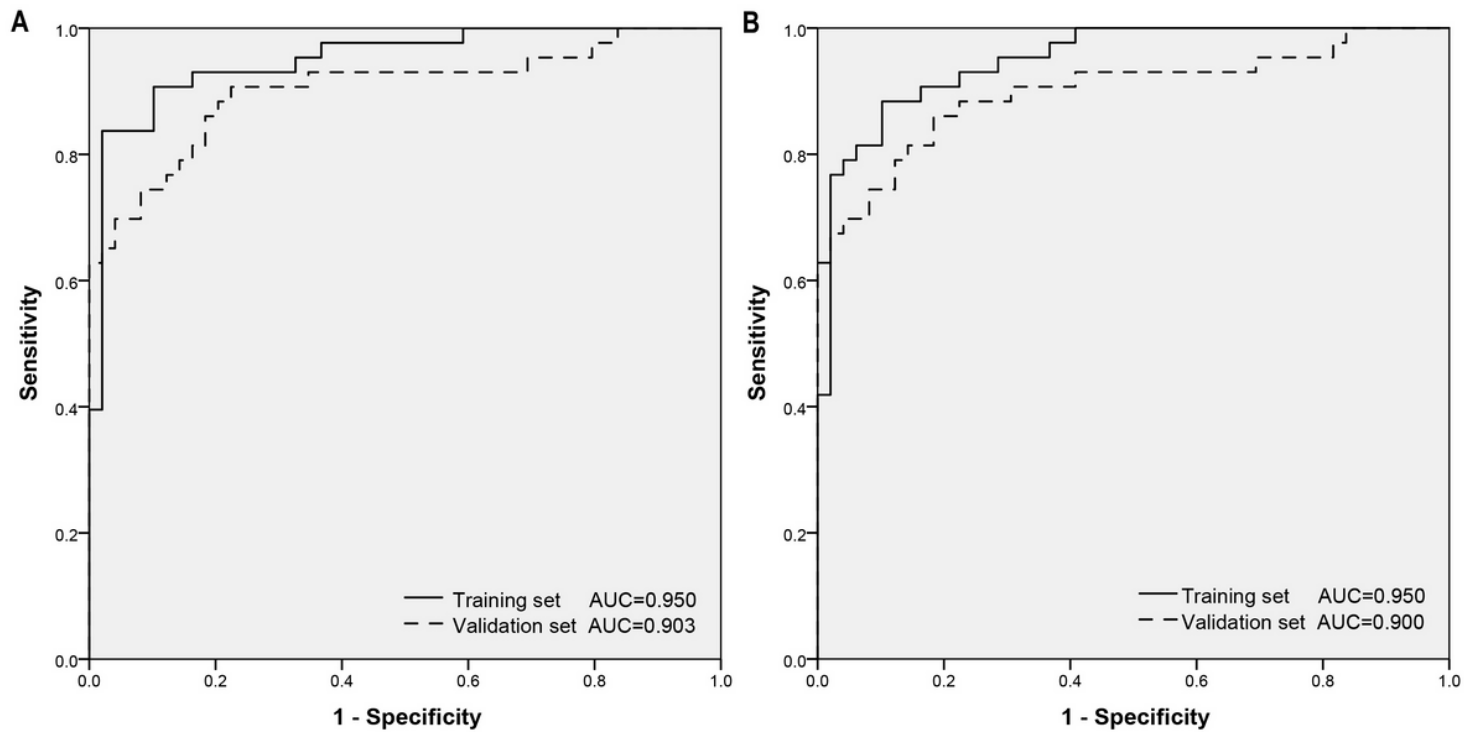 A
1.0
0.8
0.6
0.4
0.2
0.0
Sensitivity
Training set AUC=0.950
Validation set AUC=0.903
0.0 0.2 0.4 0.6 0.8 1.0
1 - Specificity
B
1.0
0.8
0.6
0.4
0.2
0.0
Sensitivity
Training set AUC=0.950
Validation set AUC=0.900
0.0 0.2 0.4 0.6 0.8 1.0
1 - Specificity